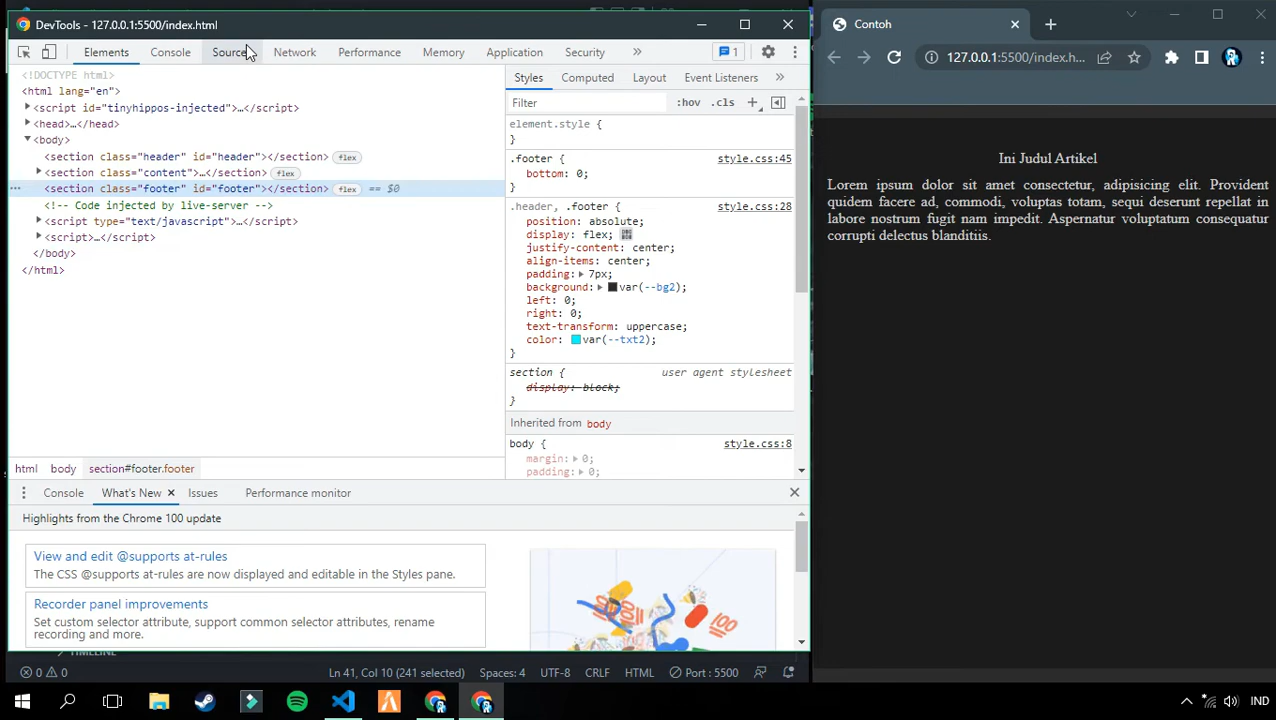 DevTools - 127.0.0.1:5500/index.html
Elements
Console
Sources
Network
Performance
Memory
Application
Security
»
1
<!DOCTYPE html>
<html lang="en">
<script id="tinyhippos-injected">…</script>
<head>…</head>
<body>
<section class="header" id="header"></section>
flex
<section class="content">…</section>
flex
<section class="footer" id="footer"></section>
flex
== $0
<!-- Code injected by live-server -->
<script type="text/javascript">…</script>
<script>…</script>
</body>
</html>
html
body
section#footer.footer
Styles
Computed
Layout
Event Listeners
»
Filter
:hov
.cls
element.style {
}
.footer {
style.css:45
bottom: 0;
}
.header, .footer {
style.css:28
position: absolute;
display: flex;
justify-content: center;
align-items: center;
padding: 7px;
background: var(--bg2);
left: 0;
right: 0;
text-transform: uppercase;
color: var(--txt2);
}
section {
user agent stylesheet
display: block;
}
Inherited from body
body {
style.css:8
margin: 0;
padding: 0;
Console
What's New
Issues
Performance monitor
Highlights from the Chrome 100 update
View and edit @supports at-rules
The CSS @supports at-rules are now displayed and editable in the Styles pane.
Recorder panel improvements
Set custom selector attribute, support common selector attributes, rename
recording and more.
100
100
TIMELINE
0
0
Ln 41, Col 10 (241 selected)
Spaces: 4
UTF-8
CRLF
HTML
Port : 5500
IND
Contoh
127.0.0.1:5500/index.h...
Ini Judul Artikel
Lorem ipsum dolor sit amet consectetur, adipisicing elit. Provident
quidem facere ad, commodi, voluptas totam, sequi deserunt repellat in
labore nostrum fugit nam impedit. Aspernatur voluptatum consequatur
corrupti delectus blanditiis.